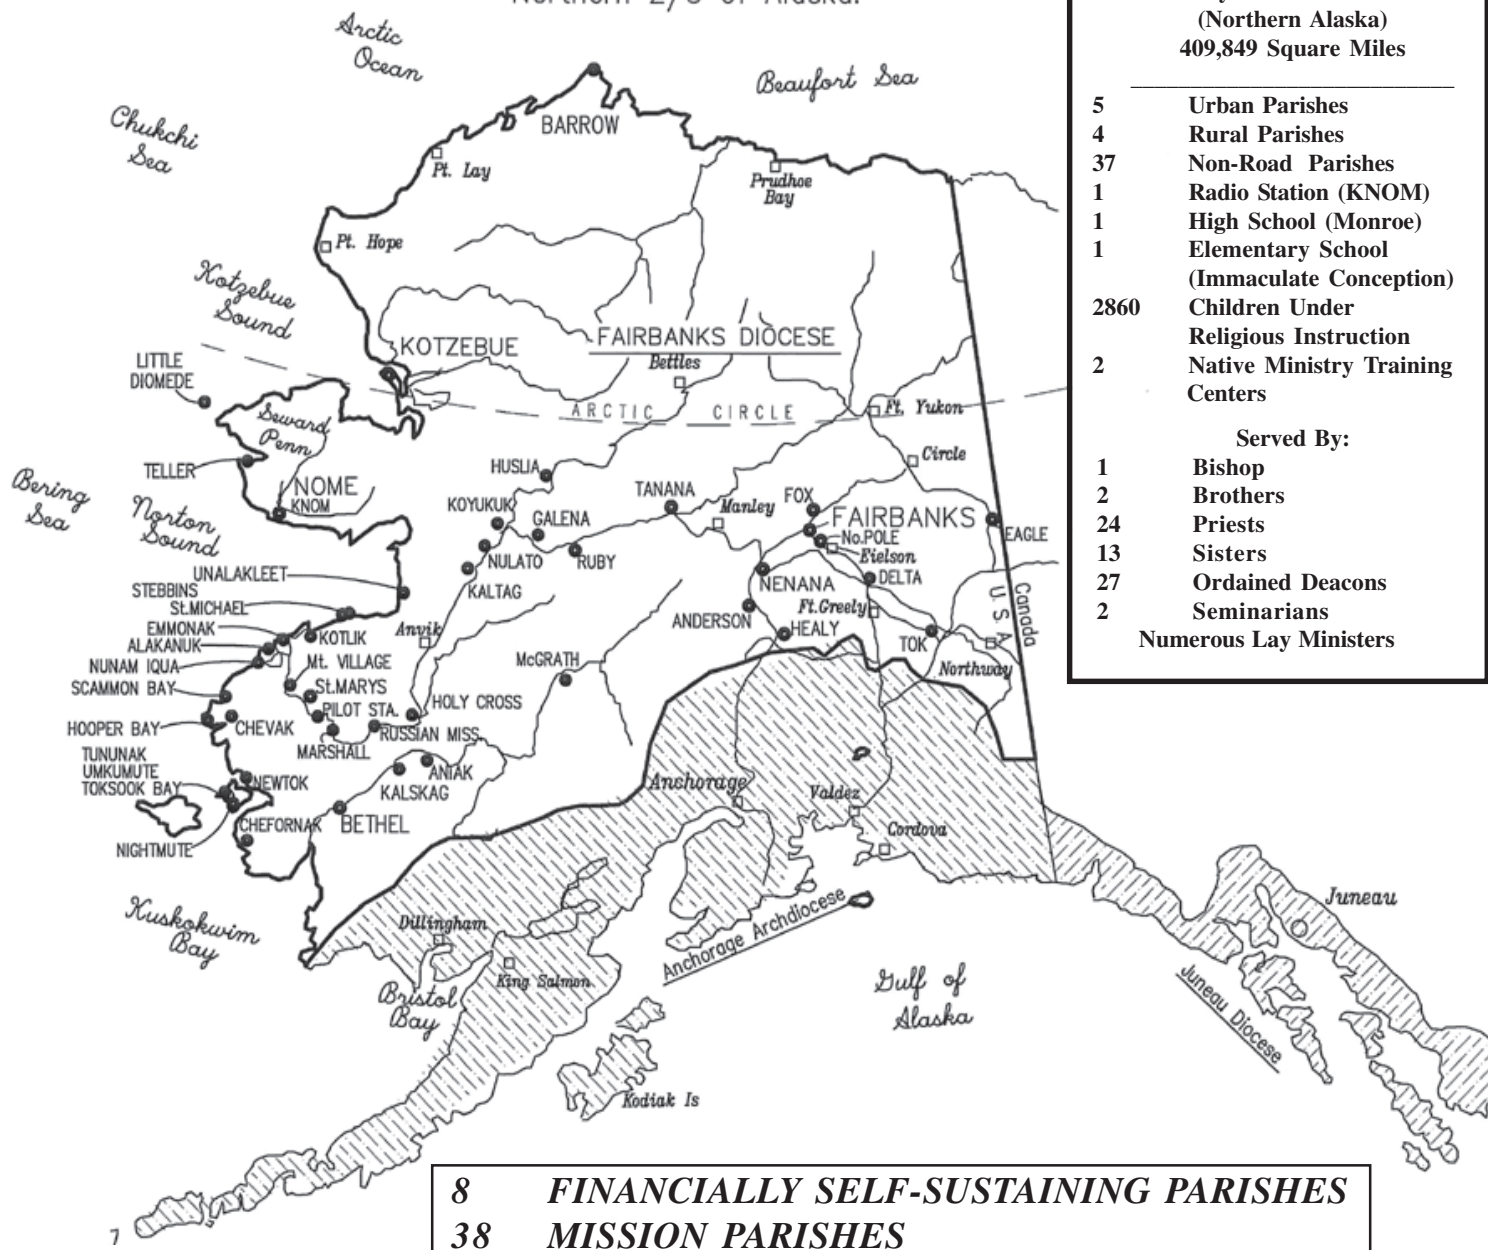 Northern 2/3 of Alaska.
Arctic
Ocean
Beaufort Sea
Chukchi
Sea
BARROW
Pt. Lay
Prudhoe
Bay
Pt. Hope
Kotzebue
Sound
FAIRBANKS DIOCESE
KOTZEBUE
Bettles
LITTLE
DIOMEDE
ARCTIC CIRCLE
Ft. Yukon
Seward
Penn
Circle
TELLER
HUSLIA
Bering
Sea
NOME
KNOM
Norton
Sound
KOYUKUK
GALENA
TANANA
Manley
FOX
FAIRBANKS
No.POLE
Eielson
EAGLE
NULATO
RUBY
UNALAKLEET
KALTAG
NENANA
DELTA
STEBBINS
St.MICHAEL
ANDERSON
Ft.Greely
U.S.A.
Canada
EMMONAK
KOTLIK
Anvik
HEALY
TOK
ALAKANUK
NUNAM IQUA
Mt. VILLAGE
McGRATH
Northway
SCAMMON BAY
St.MARYS
HOLY CROSS
PILOT STA.
HOOPER BAY
CHEVAK
RUSSIAN MISS.
MARSHALL
TUNUNAK
UMKUMUTE
TOKSOOK BAY
NEWTOK
ANIAK
KALSKAG
Anchorage
Valdez
CHEFORNAK
BETHEL
Cordova
NIGHTMUTE
Kuskokwim
Bay
Dillingham
King Salmon
Anchorage Archdiocese
Juneau
Bristol
Bay
Gulf of
Alaska
Juneau Diocese
Kodiak Is
(Northern Alaska)
409,849 Square Miles
5 Urban Parishes
4 Rural Parishes
37 Non-Road Parishes
1 Radio Station (KNOM)
1 High School (Monroe)
1 Elementary School
(Immaculate Conception)
2860 Children Under
Religious Instruction
2 Native Ministry Training
Centers
Served By:
1 Bishop
2 Brothers
24 Priests
13 Sisters
27 Ordained Deacons
2 Seminarians
Numerous Lay Ministers
8 FINANCIALLY SELF-SUSTAINING PARISHES
38 MISSION PARISHES